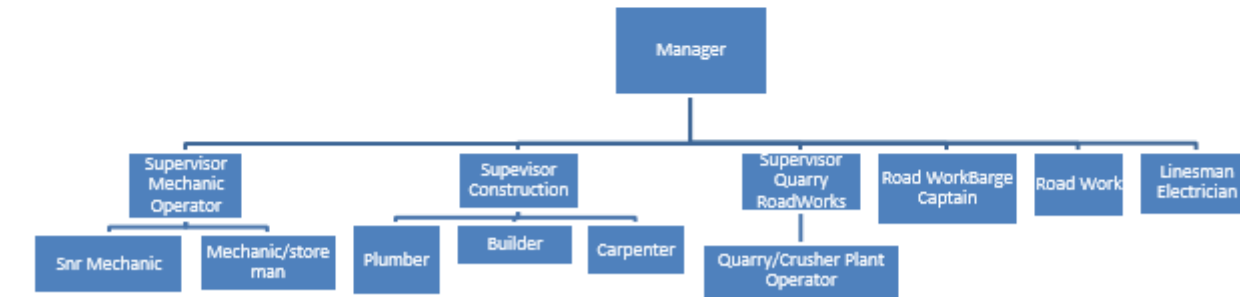 Manager
Supervisor
Mechanic
Operator
Supevisor
Construction
Supervisor
Quarry
RoadWorks
Road WorkBarge
Captain
Road Work
Linesman
Electrician
Snr Mechanic
Mechanic/store
man
Plumber
Builder
Carpenter
Quarry/Crusher Plant
Operator